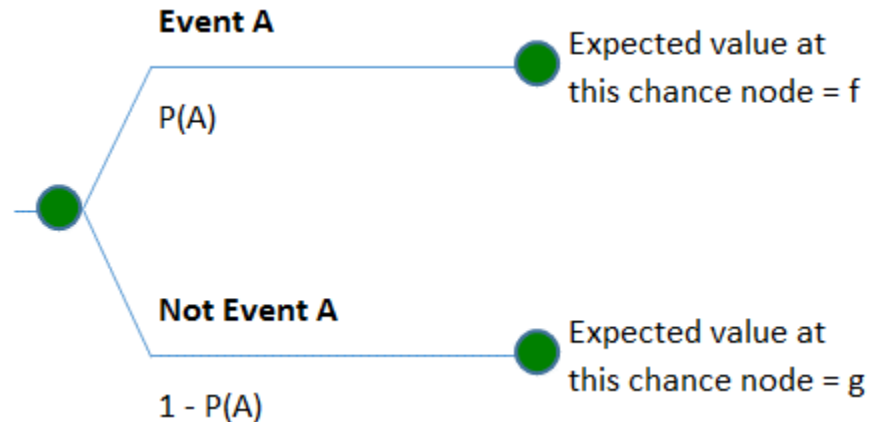 Event A
Expected value at
this chance node = f
P(A)
Not Event A
Expected value at
this chance node = g
1 - P(A)